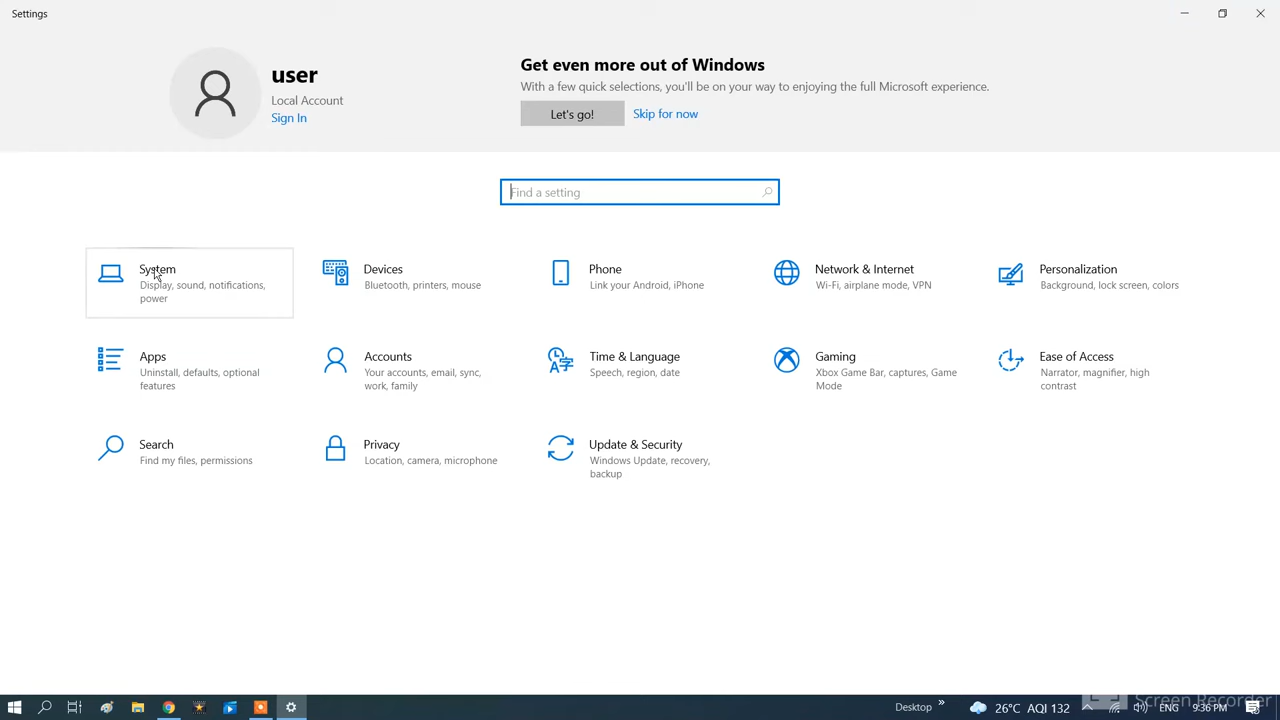 Settings
user
Local Account
Sign In
Get even more out of Windows
With a few quick selections, you'll be on your way to enjoying the full Microsoft experience.
Let's go!
Skip for now
Find a setting
System
Display, sound, notifications,
power
Devices
Bluetooth, printers, mouse
Phone
Link your Android, iPhone
Network & Internet
Wi-Fi, airplane mode, VPN
Personalization
Background, lock screen, colors
Apps
Uninstall, defaults, optional
features
Accounts
Your accounts, email, sync,
work, family
Time & Language
Speech, region, date
Gaming
Xbox Game Bar, captures, Game
Mode
Ease of Access
Narrator, magnifier, high
contrast
Search
Find my files, permissions
Privacy
Location, camera, microphone
Update & Security
Windows Update, recovery,
backup
Screen Recorder
Desktop
26°C AQI 132
ENG
9:36 PM